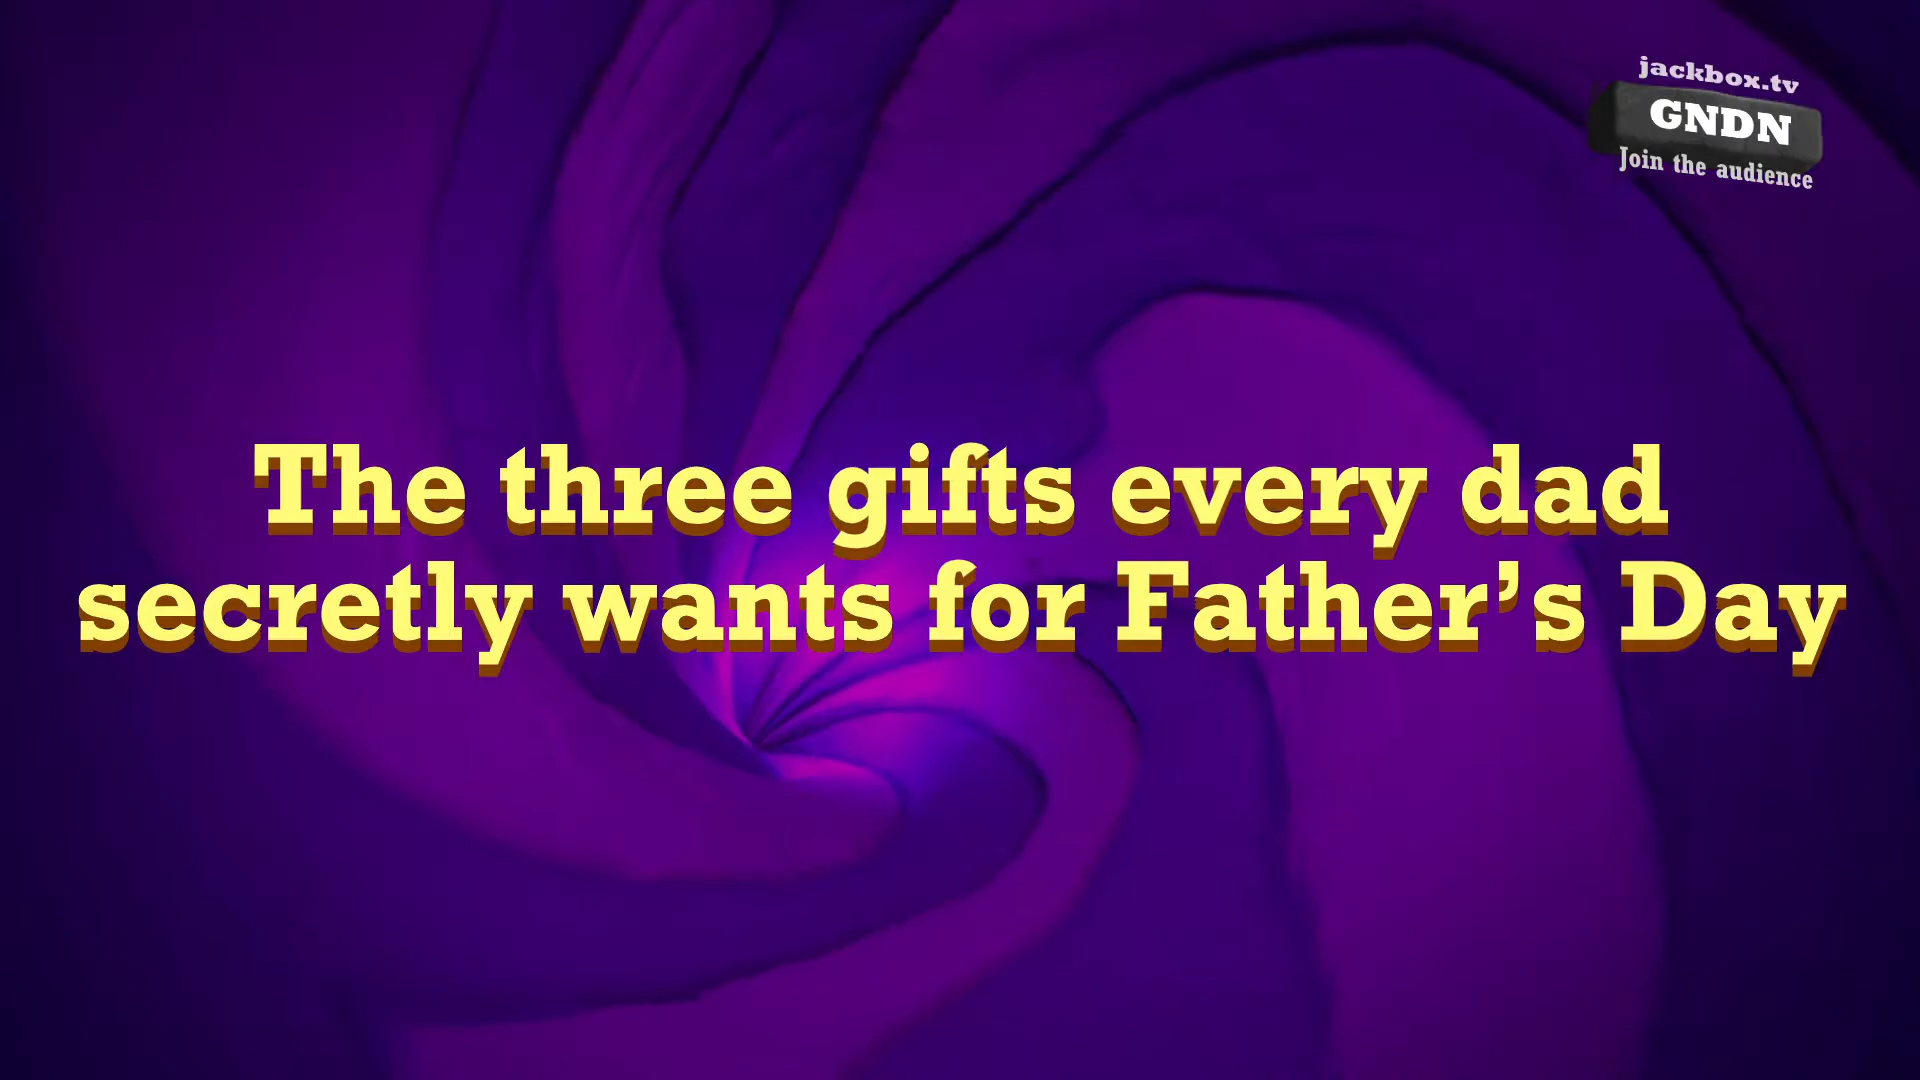 jackbox.tv
GNDN
Join the audience
The three gifts every dad
secretly wants for Father’s Day